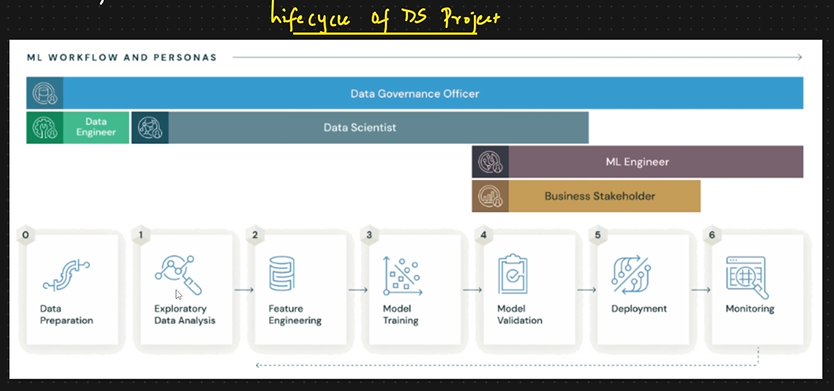 Lifecycle of DS Project
ML WORKFLOW AND PERSONAS
Data Governance Officer
Data
Engineer
Data Scientist
ML Engineer
Business Stakeholder
0
1
2
3
4
5
6
Data
Preparation
Exploratory
Data Analysis
Feature
Engineering
Model
Training
Model
Validation
Deployment
Monitoring